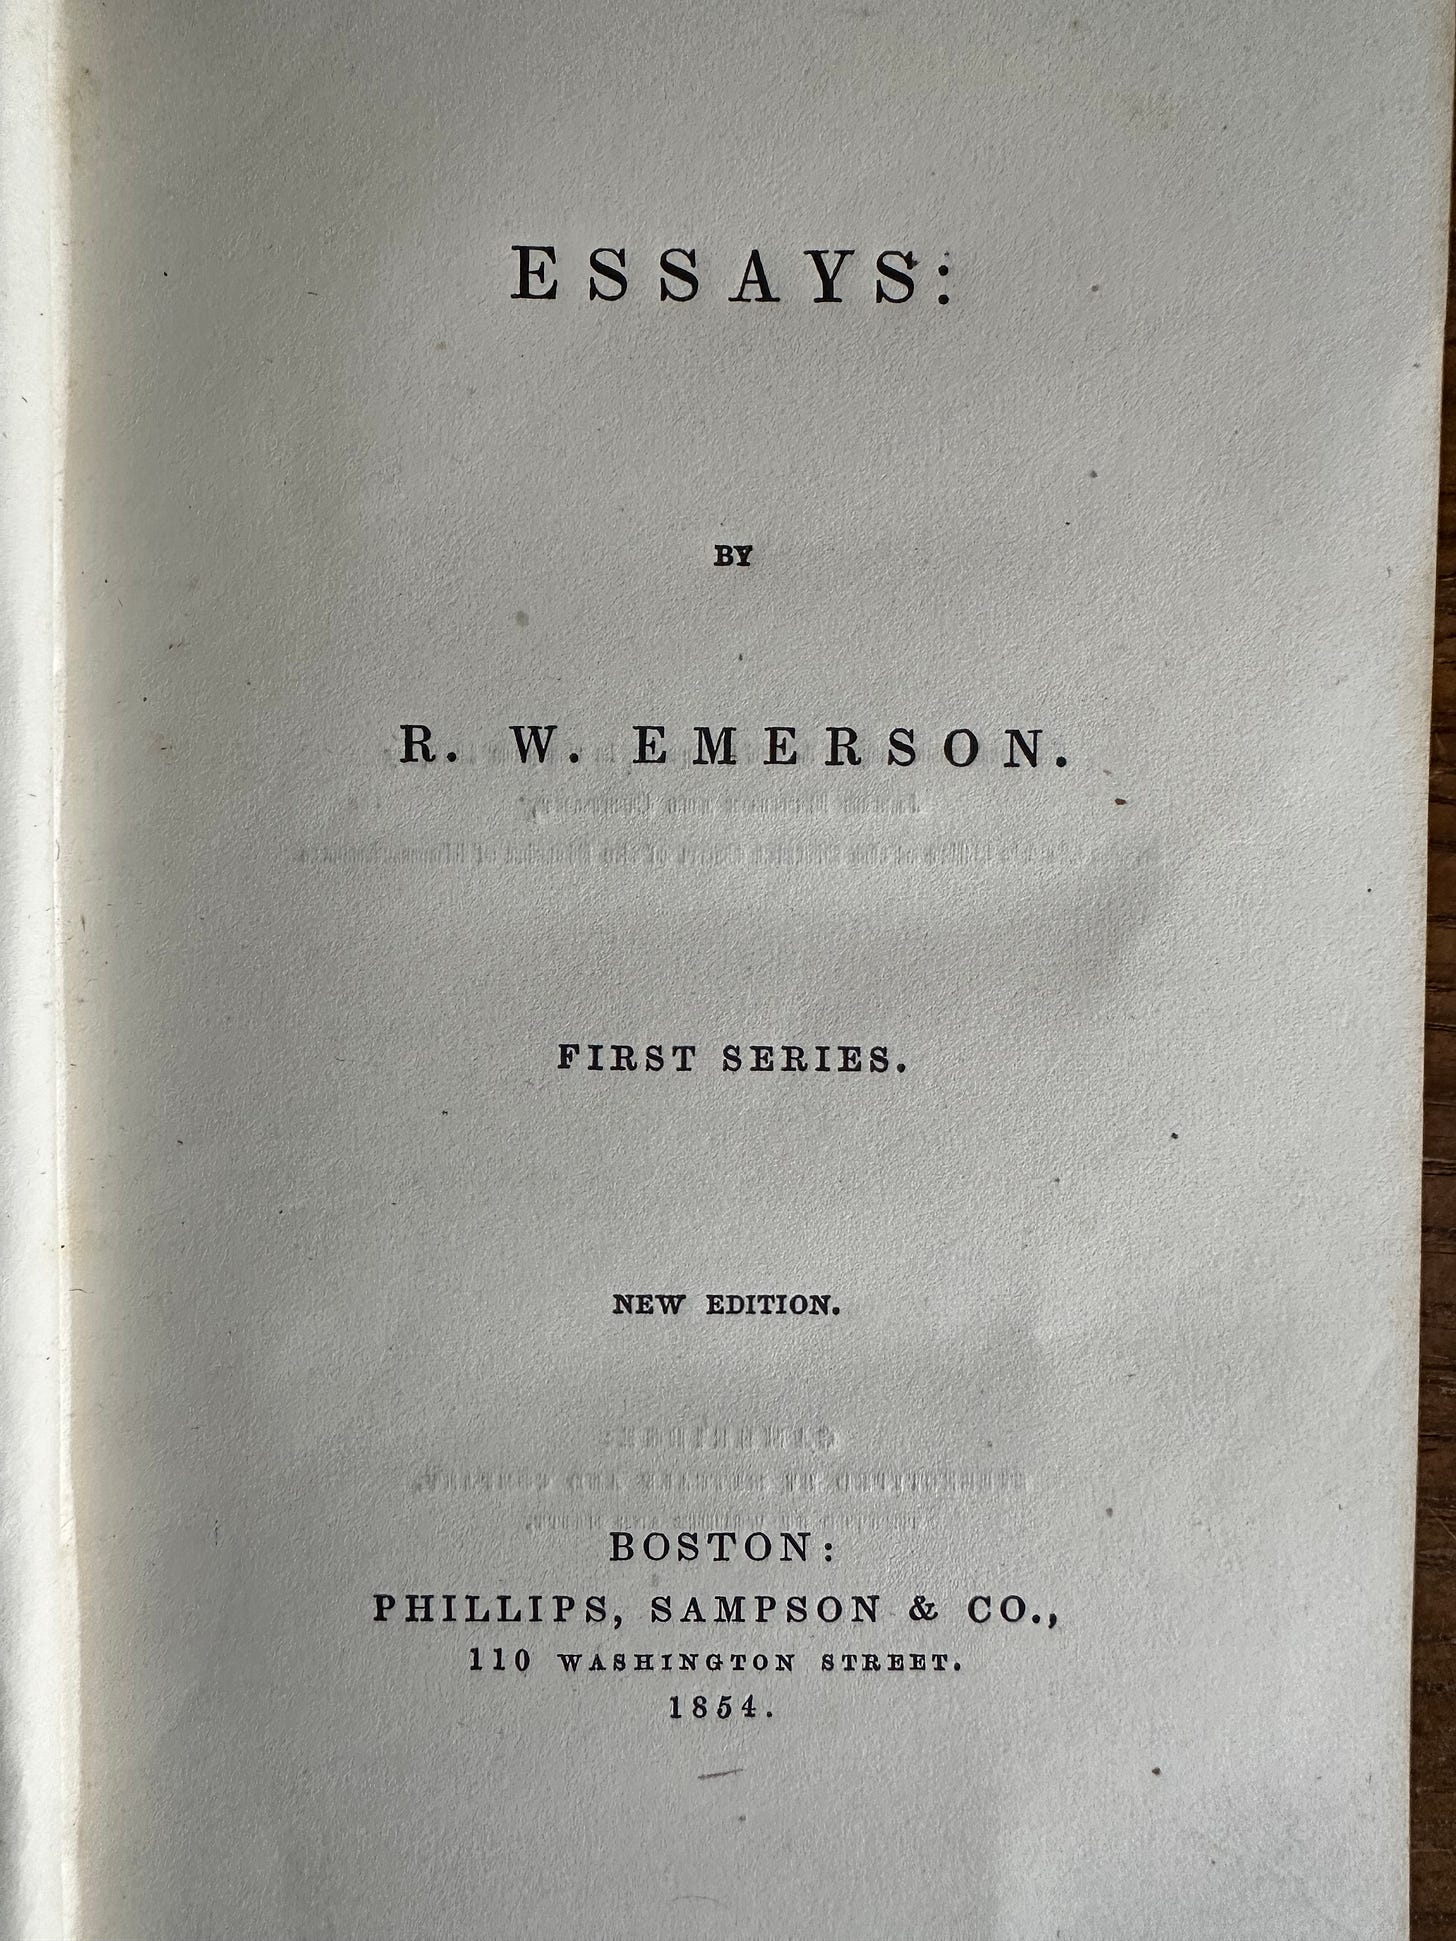 ESSAYS:
BY
R. W. EMERSON.
FIRST SERIES.
NEW EDITION.
BOSTON:
PHILLIPS, SAMPSON & CO.,
110 WASHINGTON STREET.
1854.